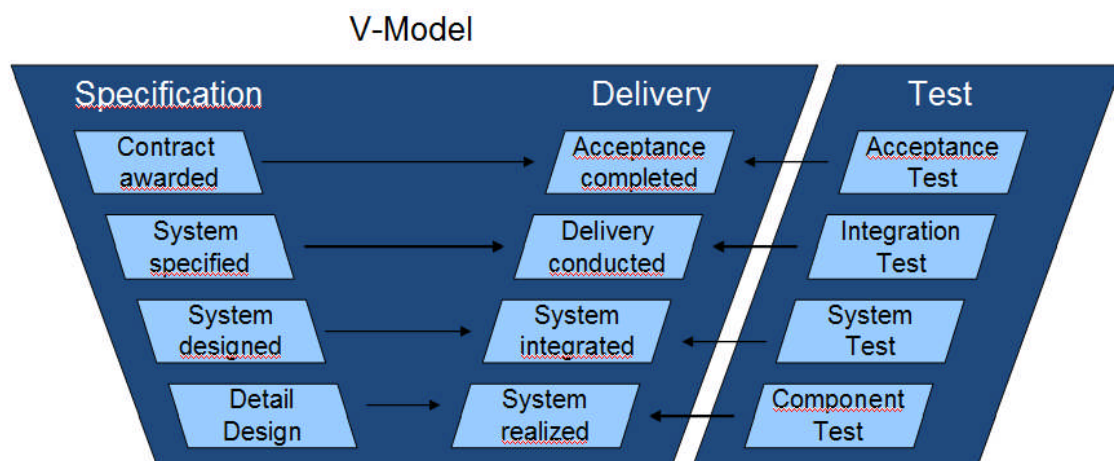 V-Model
Specification
Delivery
Test
Contract
awarded
Acceptance
completed
Acceptance
Test
System
specified
Delivery
conducted
Integration
Test
System
designed
System
integrated
System
Test
Detail
Design
System
realized
Component
Test